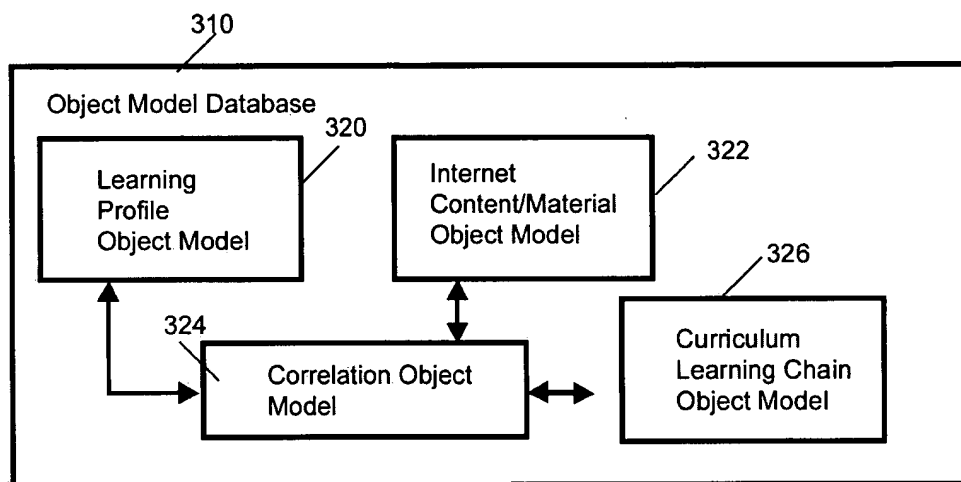 310
Object Model Database
320
322
Learning
Profile
Object Model
Internet
Content/Material
Object Model
326
324
Correlation Object
Model
Curriculum
Learning Chain
Object Model